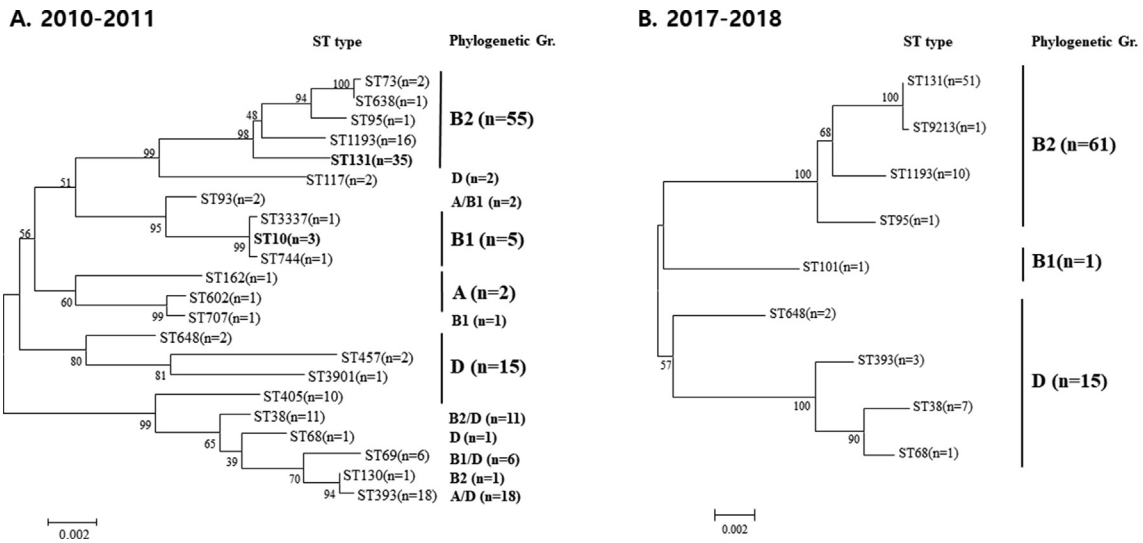 A. 2010-2011
ST type
Phylogenetic Gr.
100
ST73(n=2)
94
ST638(n=1)
48
ST95(n=1)
B2 (n=55)
98
ST1193(n=16)
99
ST131(n=35)
51
ST117(n=2)
D (n=2)
ST93(n=2)
A/B1 (n=2)
95
ST3337(n=1)
56
99
ST10(n=3)
B1 (n=5)
ST744(n=1)
ST162(n=1)
60
ST602(n=1)
A (n=2)
99
ST707(n=1)
B1 (n=1)
ST648(n=2)
80
ST457(n=2)
D (n=15)
81
ST3901(n=1)
ST405(n=10)
99
ST38(n=11)
B2/D (n=11)
65
ST68(n=1)
D (n=1)
39
ST69(n=6)
B1/D (n=6)
70
ST130(n=1)
B2 (n=1)
94
ST393(n=18)
A/D (n=18)
0.002
B. 2017-2018
ST type
Phylogenetic Gr.
ST131(n=51)
100
ST9213(n=1)
68
B2 (n=61)
100
ST1193(n=10)
ST95(n=1)
ST101(n=1)
B1(n=1)
ST648(n=2)
57
ST393(n=3)
D (n=15)
100
ST38(n=7)
90
ST68(n=1)
0.002